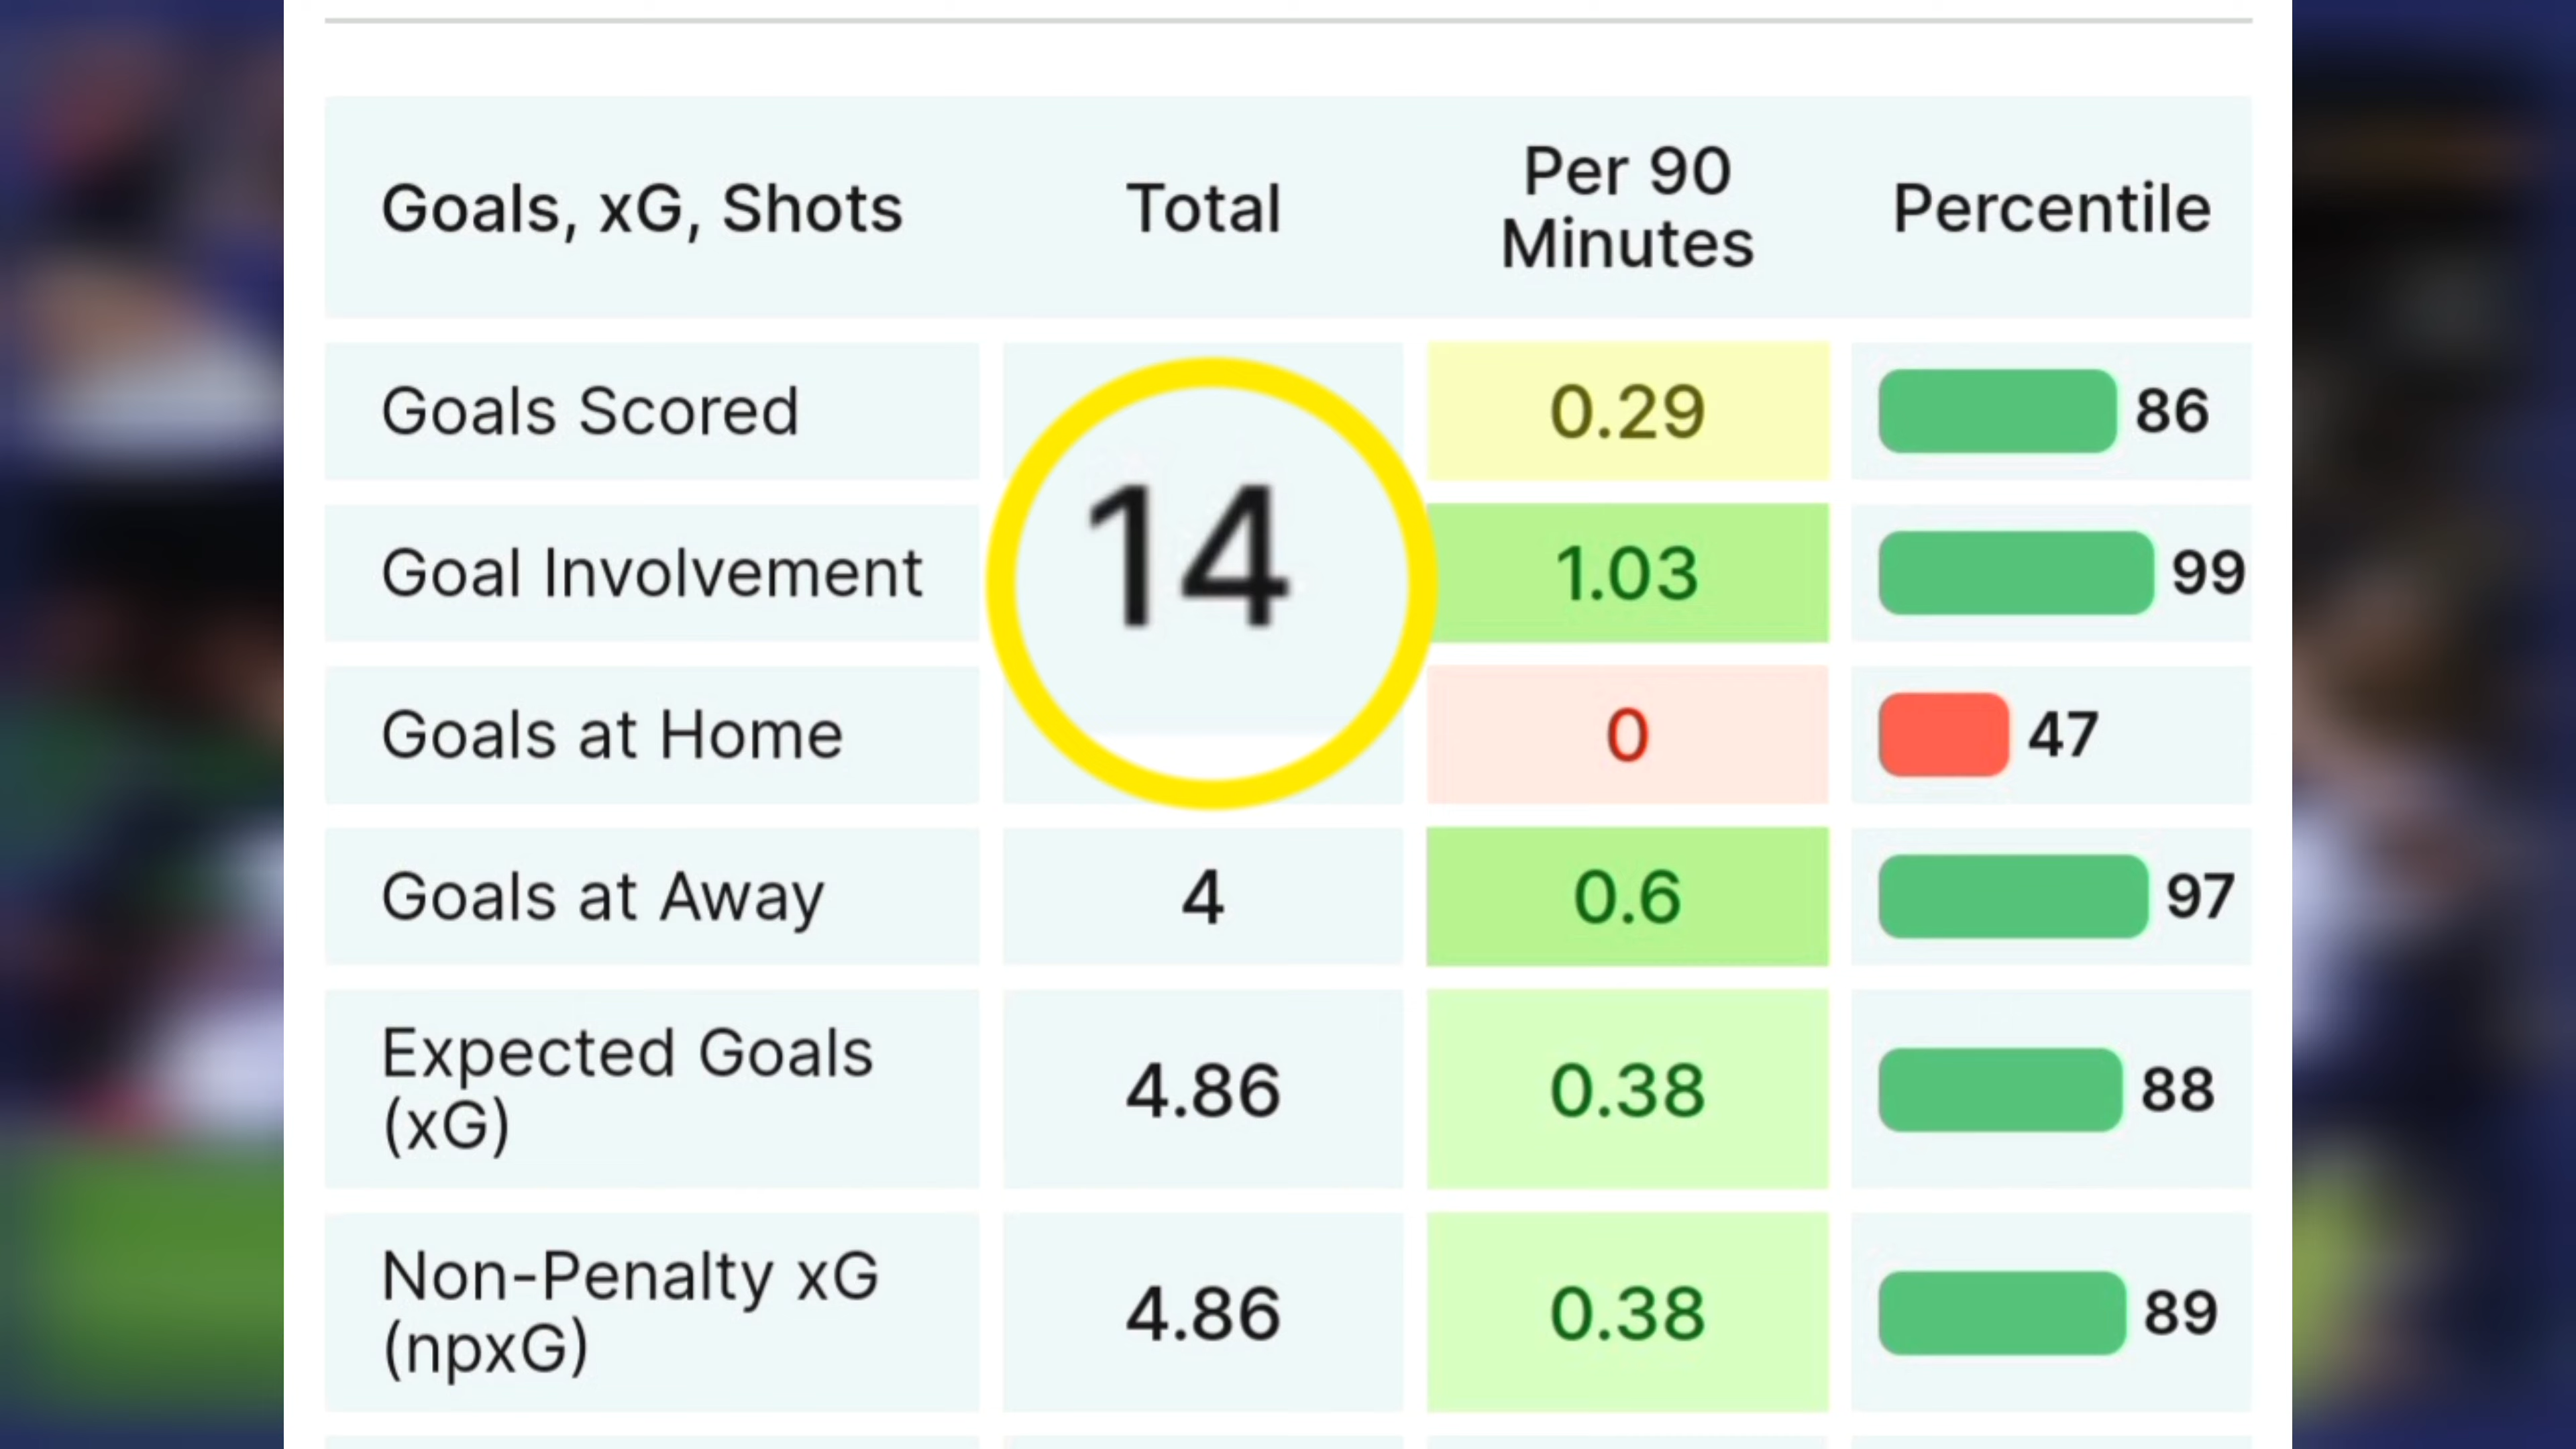 Goals, xG, Shots Total Per 90 Minutes Percentile
Goals Scored 0.29 86
Goal Involvement 14 1.03 99
Goals at Home 0 47
Goals at Away 4 0.6 97
Expected Goals (xG) 4.86 0.38 88
Non-Penalty xG (npxG) 4.86 0.38 89